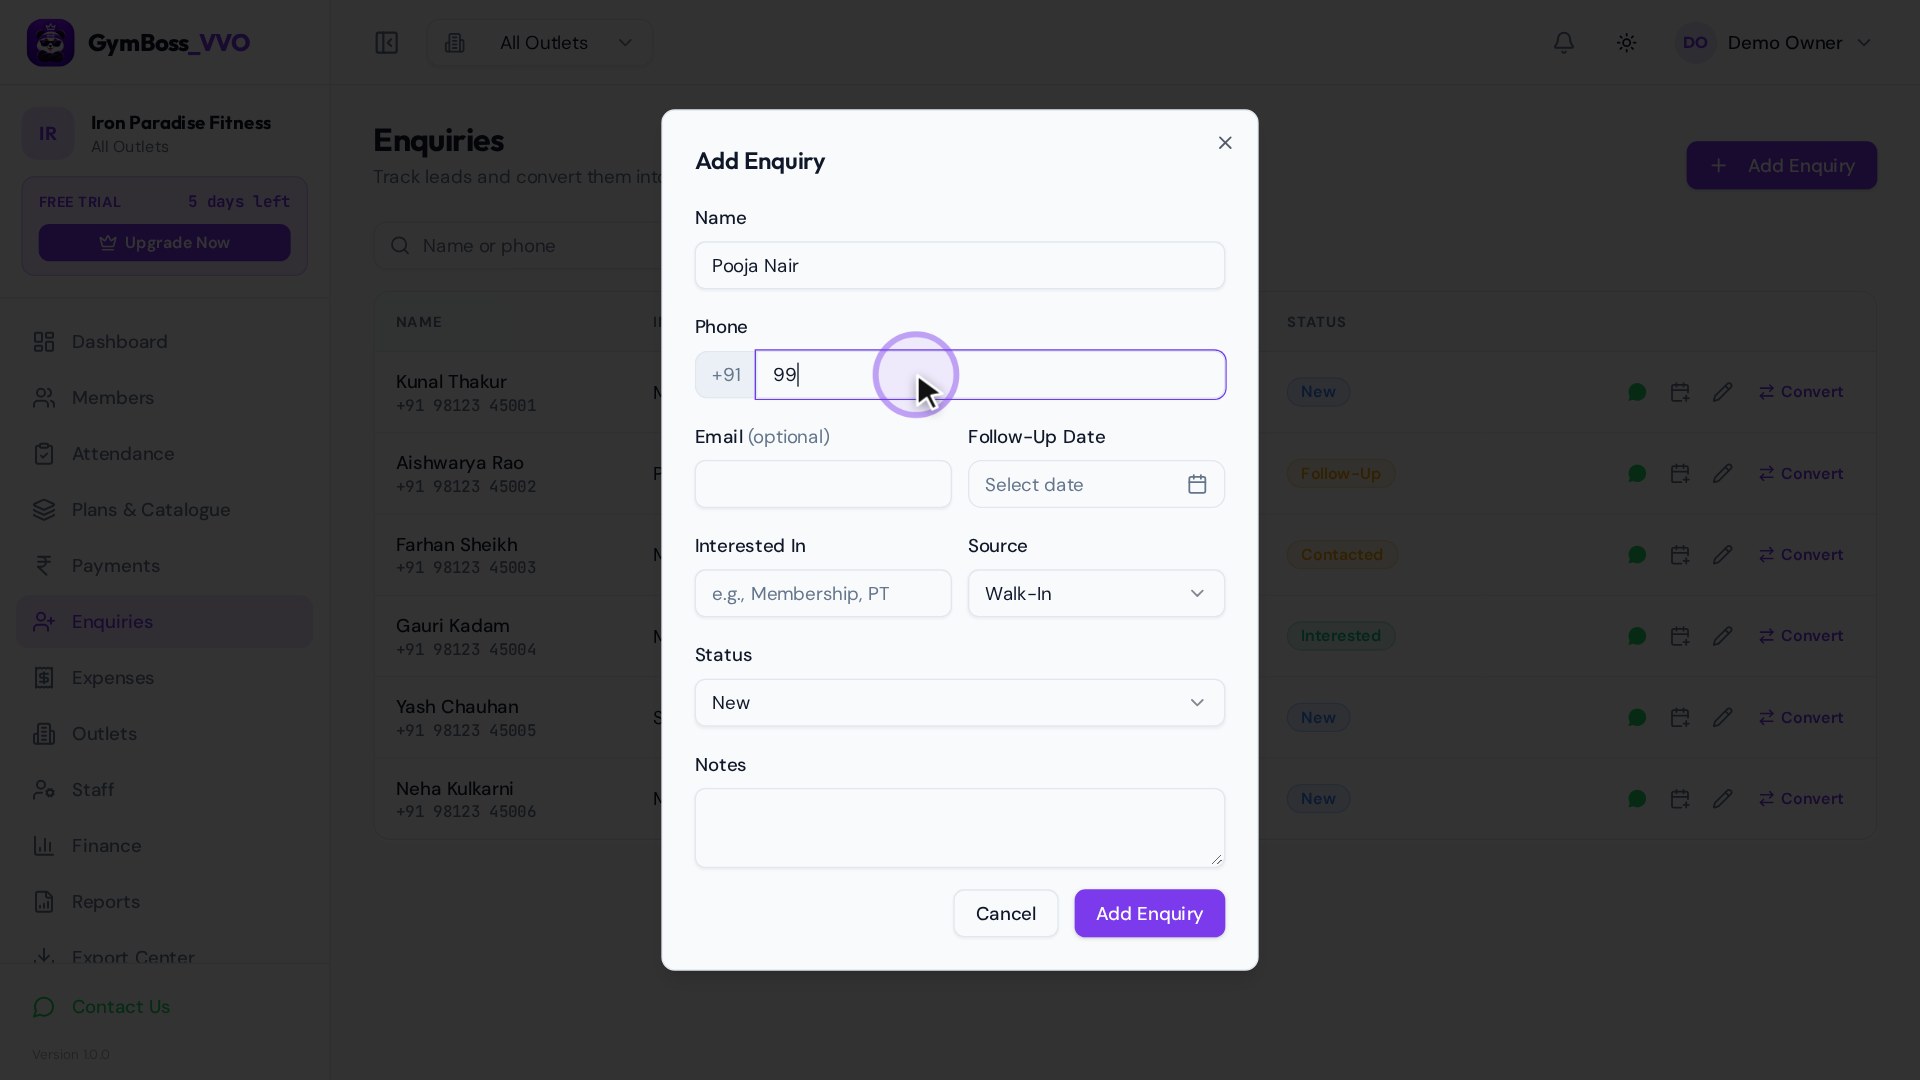 GymBoss_VVO
All Outlets
DO
Demo Owner
IR
Iron Paradise Fitness
All Outlets
FREE TRIAL
5 days left
Upgrade Now
Dashboard
Members
Attendance
Plans & Catalogue
Payments
Enquiries
Expenses
Outlets
Staff
Finance
Reports
Export Center
Contact Us
Version 1.0.0
Enquiries
Track leads and convert them into
Add Enquiry
Name or phone
NAME
STATUS
Kunal Thakur
+91 98123 45001
New
Convert
Aishwarya Rao
+91 98123 45002
Follow-Up
Convert
Farhan Sheikh
+91 98123 45003
Contacted
Convert
Gauri Kadam
+91 98123 45004
Interested
Convert
Yash Chauhan
+91 98123 45005
New
Convert
Neha Kulkarni
+91 98123 45006
New
Convert
Add Enquiry
Name
Pooja Nair
Phone
+91
99
Email (optional)
Follow-Up Date
Select date
Interested In
Source
e.g., Membership, PT
Walk-In
Status
New
Notes
Cancel
Add Enquiry